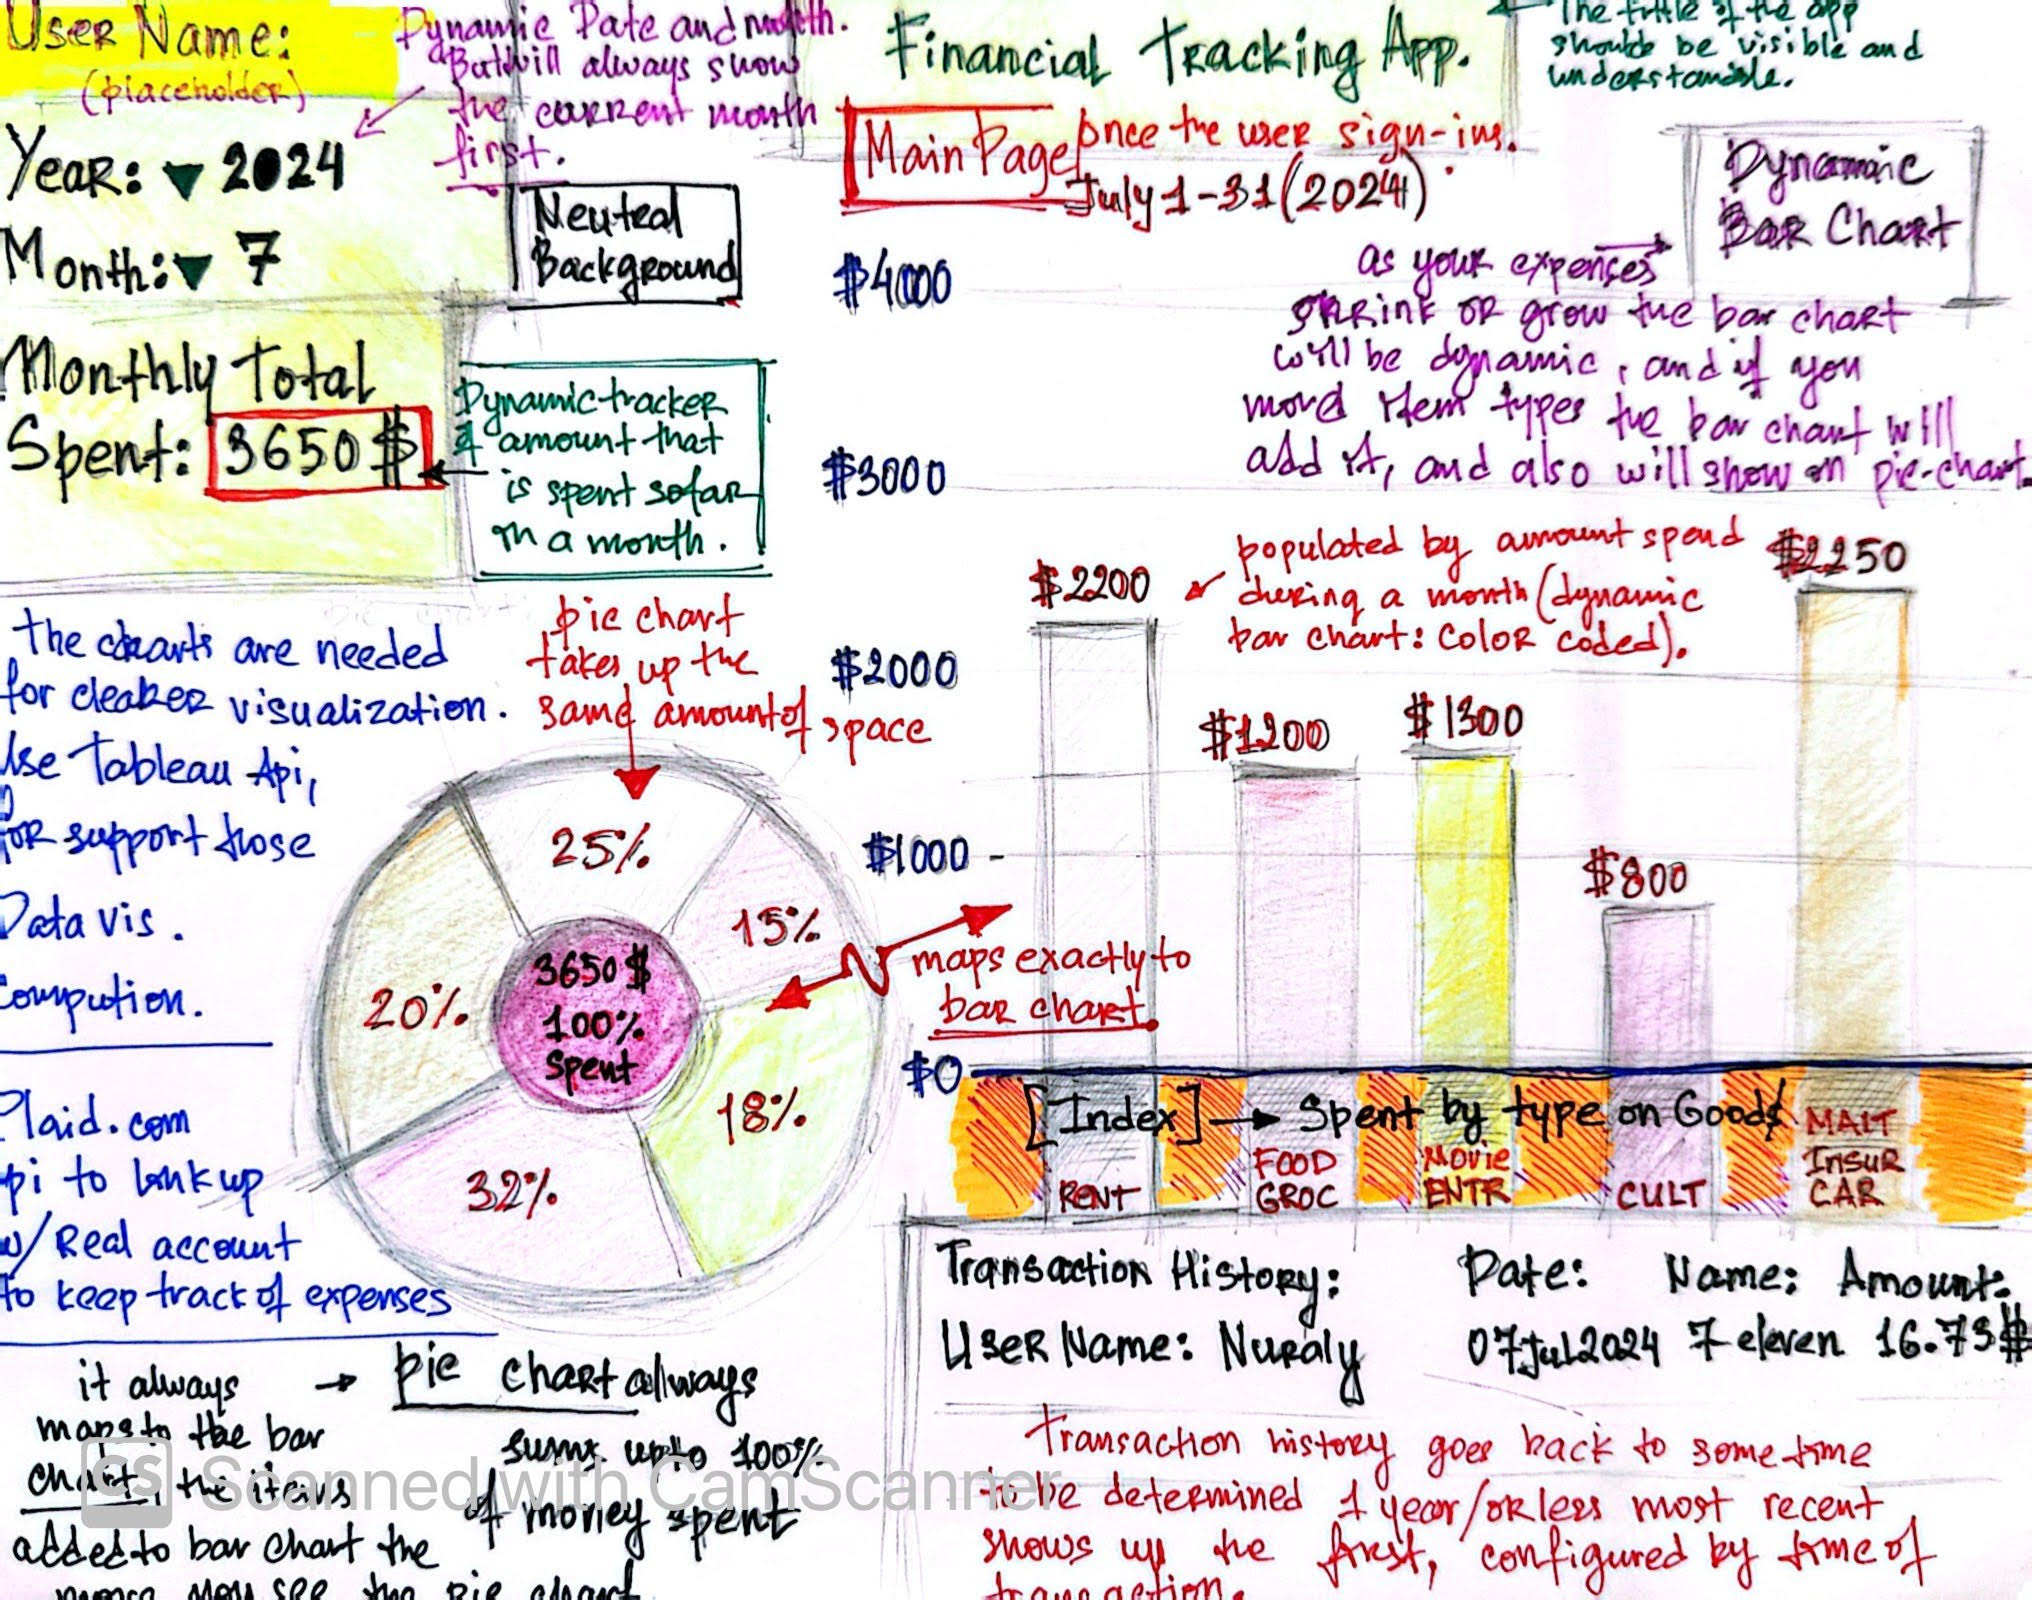 User Name:
(placeholder)
Year: ▼ 2024
Month: ▼ 7
Dynamic Date and month.
But will always show
the current month
first.
Neutral
Background
Monthly Total
Spent: 3650 $
Dynamic tracker
of amount that
is spent so far
in a month.
Financial Tracking App.
The tittle of the app
should be visible and
understanable.
Main Page
once the user sign-ins.
July 1-31 (2024)
Dynamic
Bar Chart
as your expenses
shrink or grow the bar chart
will be dynamic, and if you
more item types the bar chart will
add it, and also will show in pie-chart.
populated by amount spend
during a month (dynamic
bar chart: color coded).
$4000
$3000
$2000
$1000
$0
$2200
$1200
$1300
$800
$2250
[Index] → Spent by type on Goods
RENT
FOOD
GROC
Movie
ENTR
CULT
MAIT
INSUR
CAR
the charts are needed
for cleaker visualization.
Use Tableau Api,
for support those
Data Vis.
Compution.
pie chart
takes up the
same amount of
space
25%
15%
18%
32%
20%
3650 $
100%
spent
maps exactly to
bar chart.
Plaid.com
api to link up
w/ Real account
to keep track of expenses
it always
maps to the bar
chart, the items
added to bar chart the
more you see the pie chart
→ pie chart always
sums up to 100%
of money spent
Transaction History: Date: Name: Amount:
User Name: Nuraly 07Jul2024 7 eleven 16.73$
Transaction history goes back to some time
to be determined 1 year/or less most recent
shows up the first, configured by time of
transaction.
CS Scanned with CamScanner